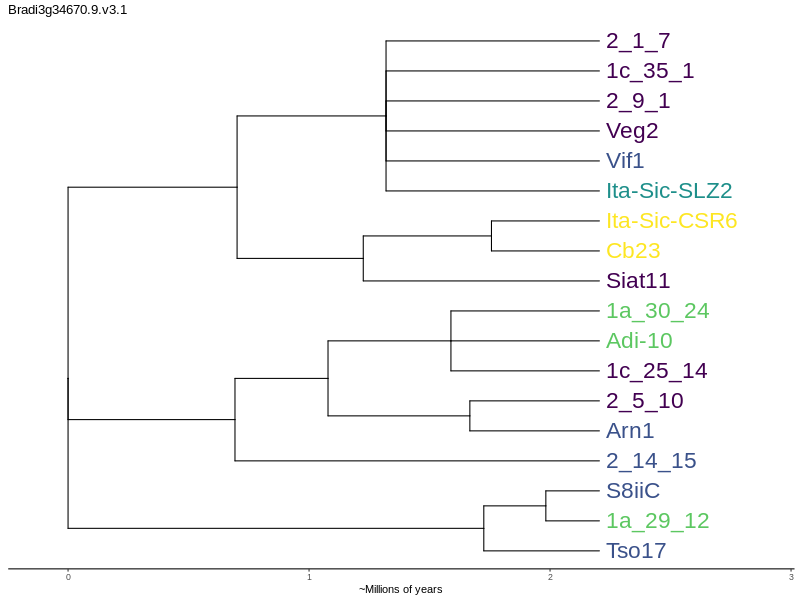 Bradi3g34670.9.v3.1
2_1_7
1c_35_1
2_9_1
Veg2
Vif1
Ita-Sic-SLZ2
Ita-Sic-CSR6
Cb23
Siat11
1a_30_24
Adi-10
1c_25_14
2_5_10
Arn1
2_14_15
S8iiC
1a_29_12
Tso17
0 1 2 3
~Millions of years